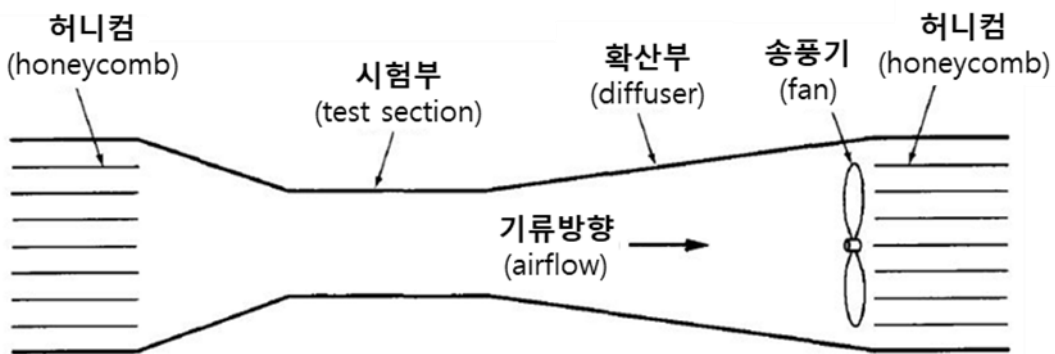 허니컴
(honeycomb)
시험부
(test section)
확산부
(diffuser)
송풍기
(fan)
허니컴
(honeycomb)
기류방향
(airflow)